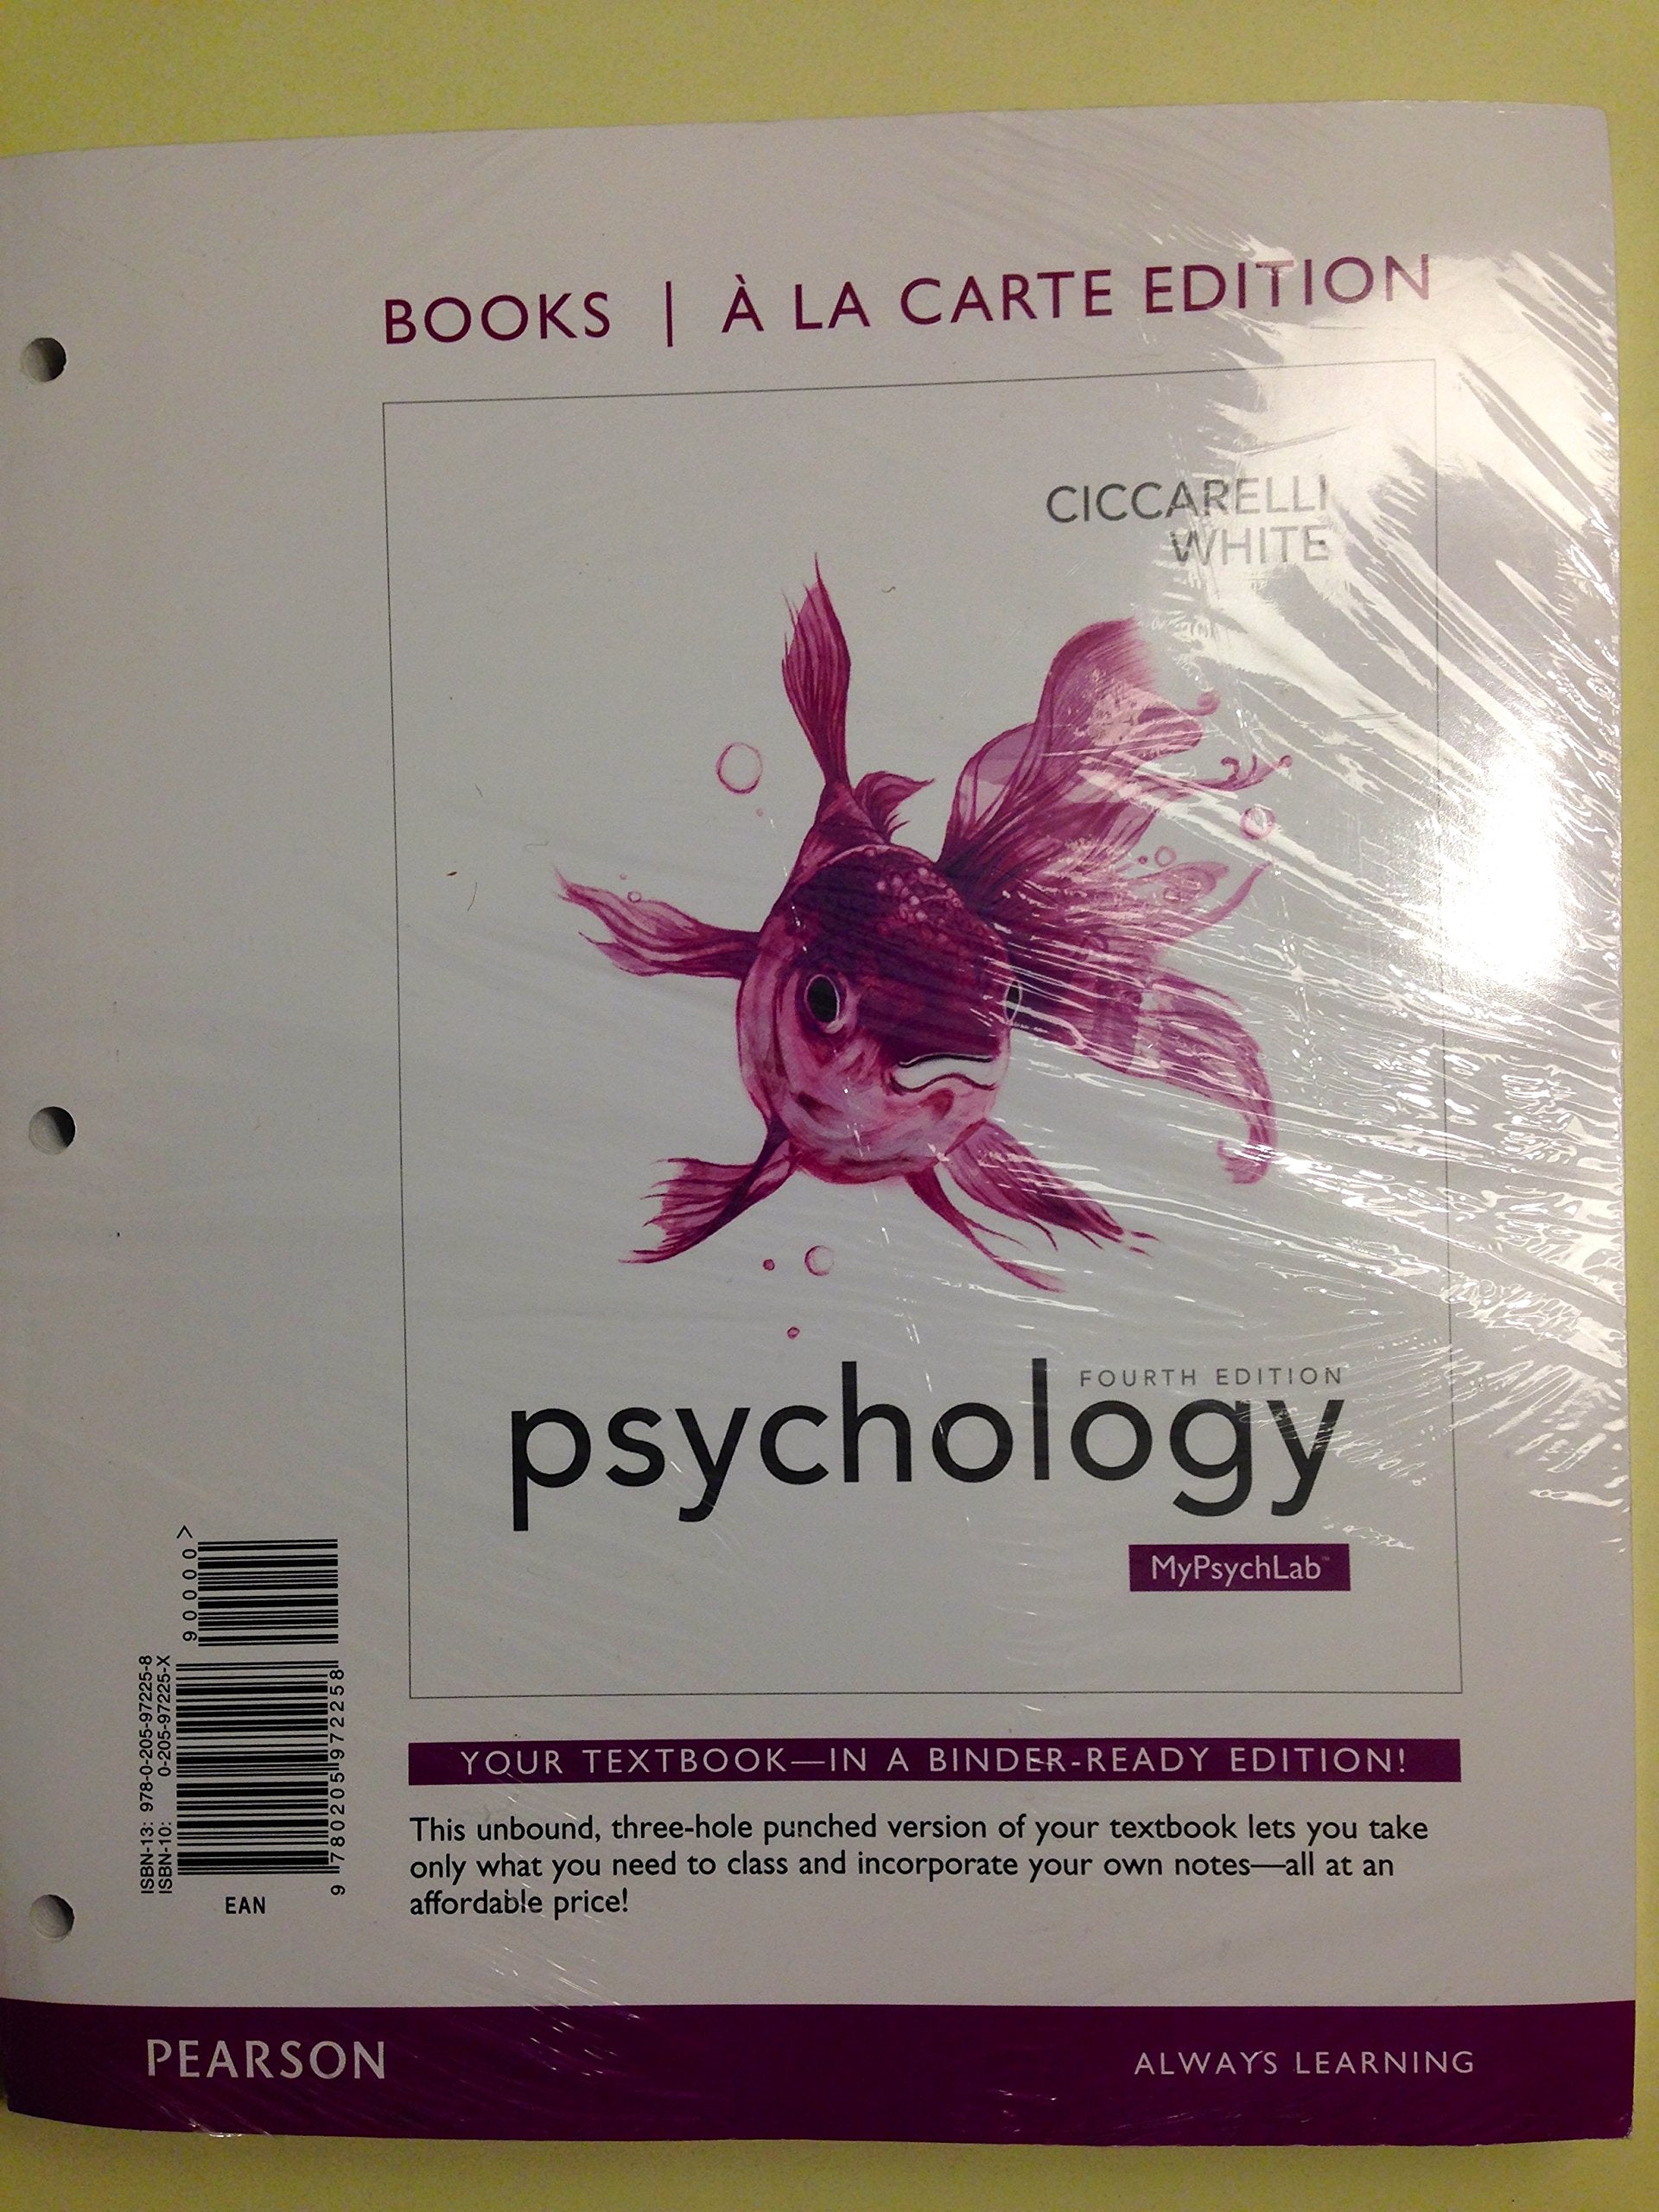 BOOKS | À LA CARTE EDITION
CICCARELLI
WHITE
FOURTH EDITION
psychology
MyPsychLab™
YOUR TEXTBOOK—IN A BINDER-READY EDITION!
This unbound, three-hole punched version of your textbook lets you take
only what you need to class and incorporate your own notes—all at an
affordable price!
ISBN-13: 978-0-205-97225-8
ISBN-10: 0-205-97225-X
90000>
9 780205 972258
EAN
PEARSON
ALWAYS LEARNING